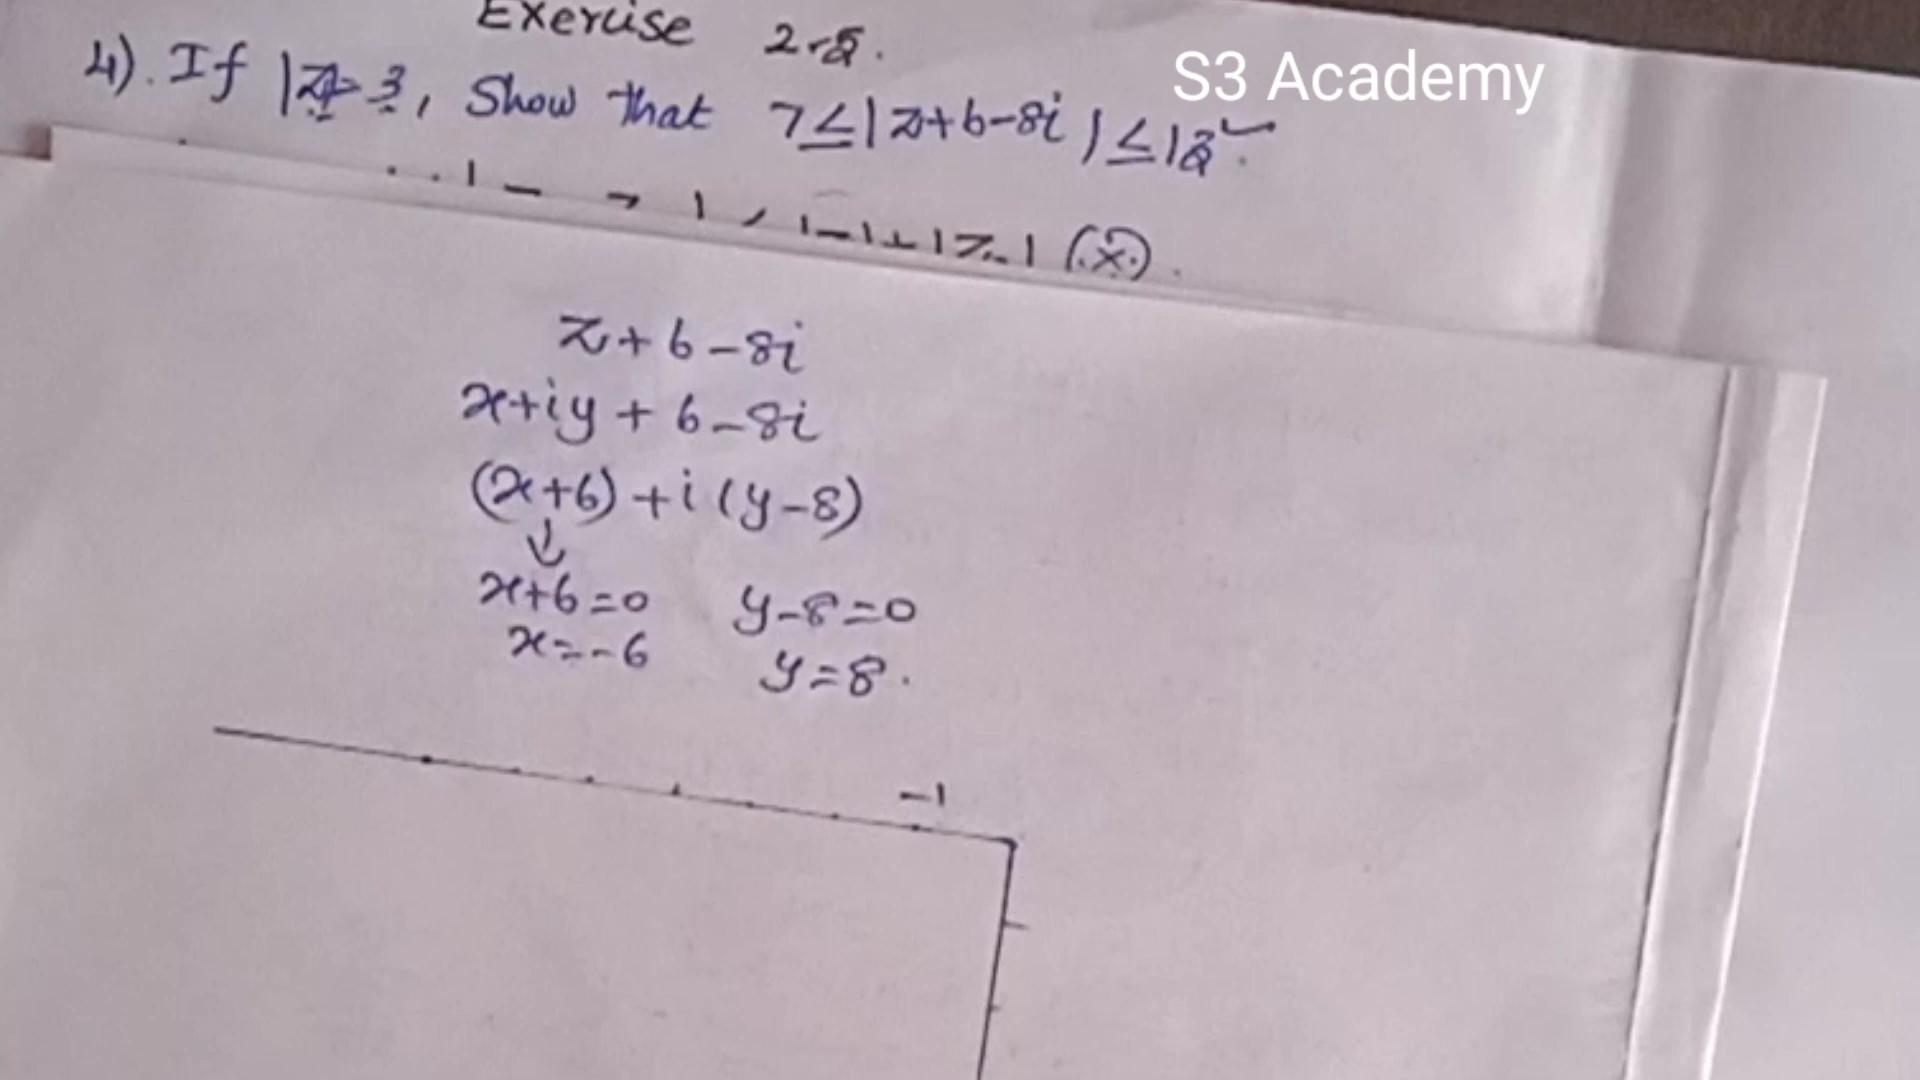 Exercise 2.5.
S3 Academy
4). If |z|= 3, Show that 7≤|z+6-8i|≤13.
z+6-8i
x+iy+6-8i
(x+6)+i(y-8)
↓
x+6=0 y-8=0
x=-6 y=8.
-1